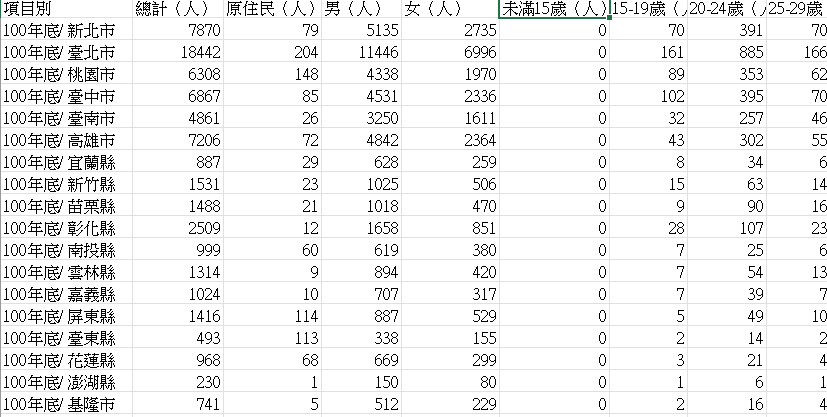 項目別 總計（人） 原住民（人） 男（人） 女（人） 未滿15歲（人） 15-19歲（人 20-24歲（人 25-29歲
100年底/ 新北市 7870 79 5135 2735 0 70 391 70
100年底/ 臺北市 18442 204 11446 6996 0 161 885 166
100年底/ 桃園市 6308 148 4338 1970 0 89 353 62
100年底/ 臺中市 6867 85 4531 2336 0 102 395 70
100年底/ 臺南市 4861 26 3250 1611 0 32 257 46
100年底/ 高雄市 7206 72 4842 2364 0 43 302 55
100年底/ 宜蘭縣 887 29 628 259 0 8 34 6
100年底/ 新竹縣 1531 23 1025 506 0 15 63 14
100年底/ 苗栗縣 1488 21 1018 470 0 9 90 16
100年底/ 彰化縣 2509 12 1658 851 0 28 107 23
100年底/ 南投縣 999 60 619 380 0 7 25 6
100年底/ 雲林縣 1314 9 894 420 0 7 54 13
100年底/ 嘉義縣 1024 10 707 317 0 7 39 7
100年底/ 屏東縣 1416 114 887 529 0 5 49 10
100年底/ 臺東縣 493 113 338 155 0 2 14 2
100年底/ 花蓮縣 968 68 669 299 0 3 21 4
100年底/ 澎湖縣 230 1 150 80 0 1 6 1
100年底/ 基隆市 741 5 512 229 0 2 16 4